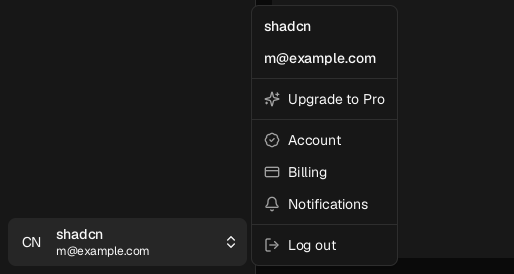 shadcn
m@example.com
Upgrade to Pro
Account
Billing
Notifications
Log out
CN
shadcn
m@example.com